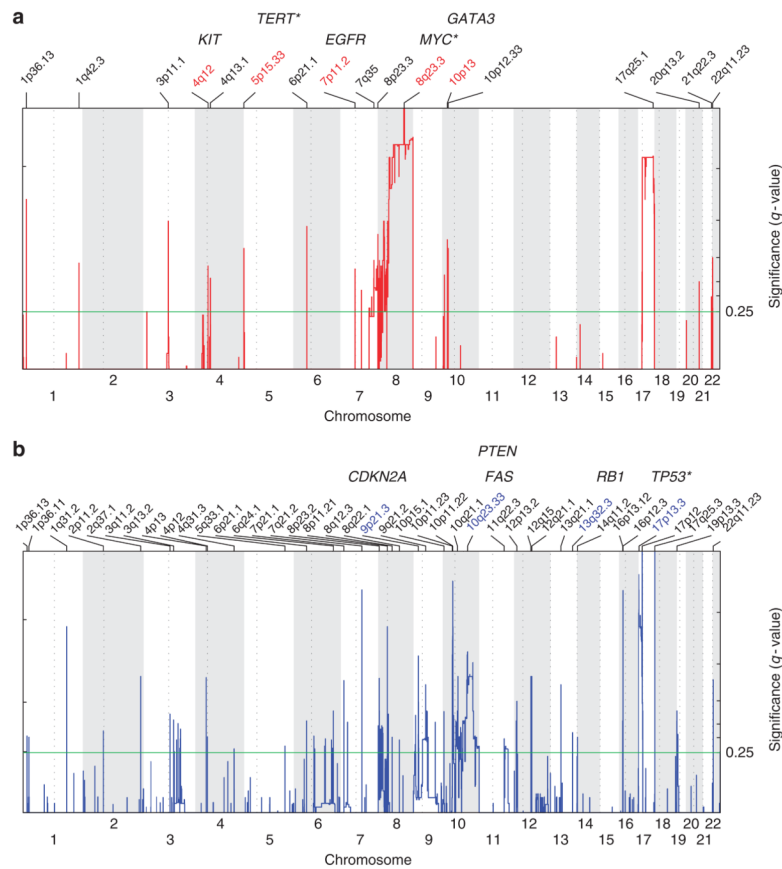 a
TERT* GATA3
KIT EGFR MYC*
1p36.13 1q42.3 3p11.1 4q12 4q13.1 5p15.33 6p21.1 7p11.2 7q35 8p23.3 8q23.3 10p13 10p12.33 17q25.1 20q13.2 21q22.3 22q11.23
Significance (q-value)
0.25
2 4 6 8 10 12 14 16 18 20 22
1 3 5 7 9 11 13 15 17 19 21
Chromosome
b
PTEN
CDKN2A FAS RB1 TP53*
1p36.13 1p36.11 1q31.2 2p11.2 2q37.1 3q11.2 3q13.2 4p13 4p12 4q31.3 5q33.1 6p21.1 6q24.1 7p21.1 7q21.2 8p23.2 8p11.21 8q12.3 8q22.1 9p21.3 9q21.2 10p15.1 10p11.23 10p11.22 10q21.1 10q23.33 11q22.3 12p13.2 12q15 12q21.1 13q21.1 13q32.3 14q11.2 16p13.12 16p12.3 17p13.3 17p12 17q25.3 19p13.3 22q11.23
Significance (q-value)
0.25
2 4 6 8 10 12 14 16 18 20 22
1 3 5 7 9 11 13 15 17 19 21
Chromosome